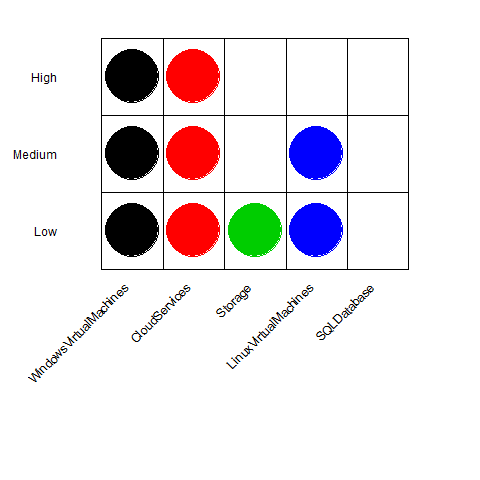 High
Medium
Low
WindowsVirtualMachines
CloudServices
Storage
LinuxVirtualMachines
SQLDatabase